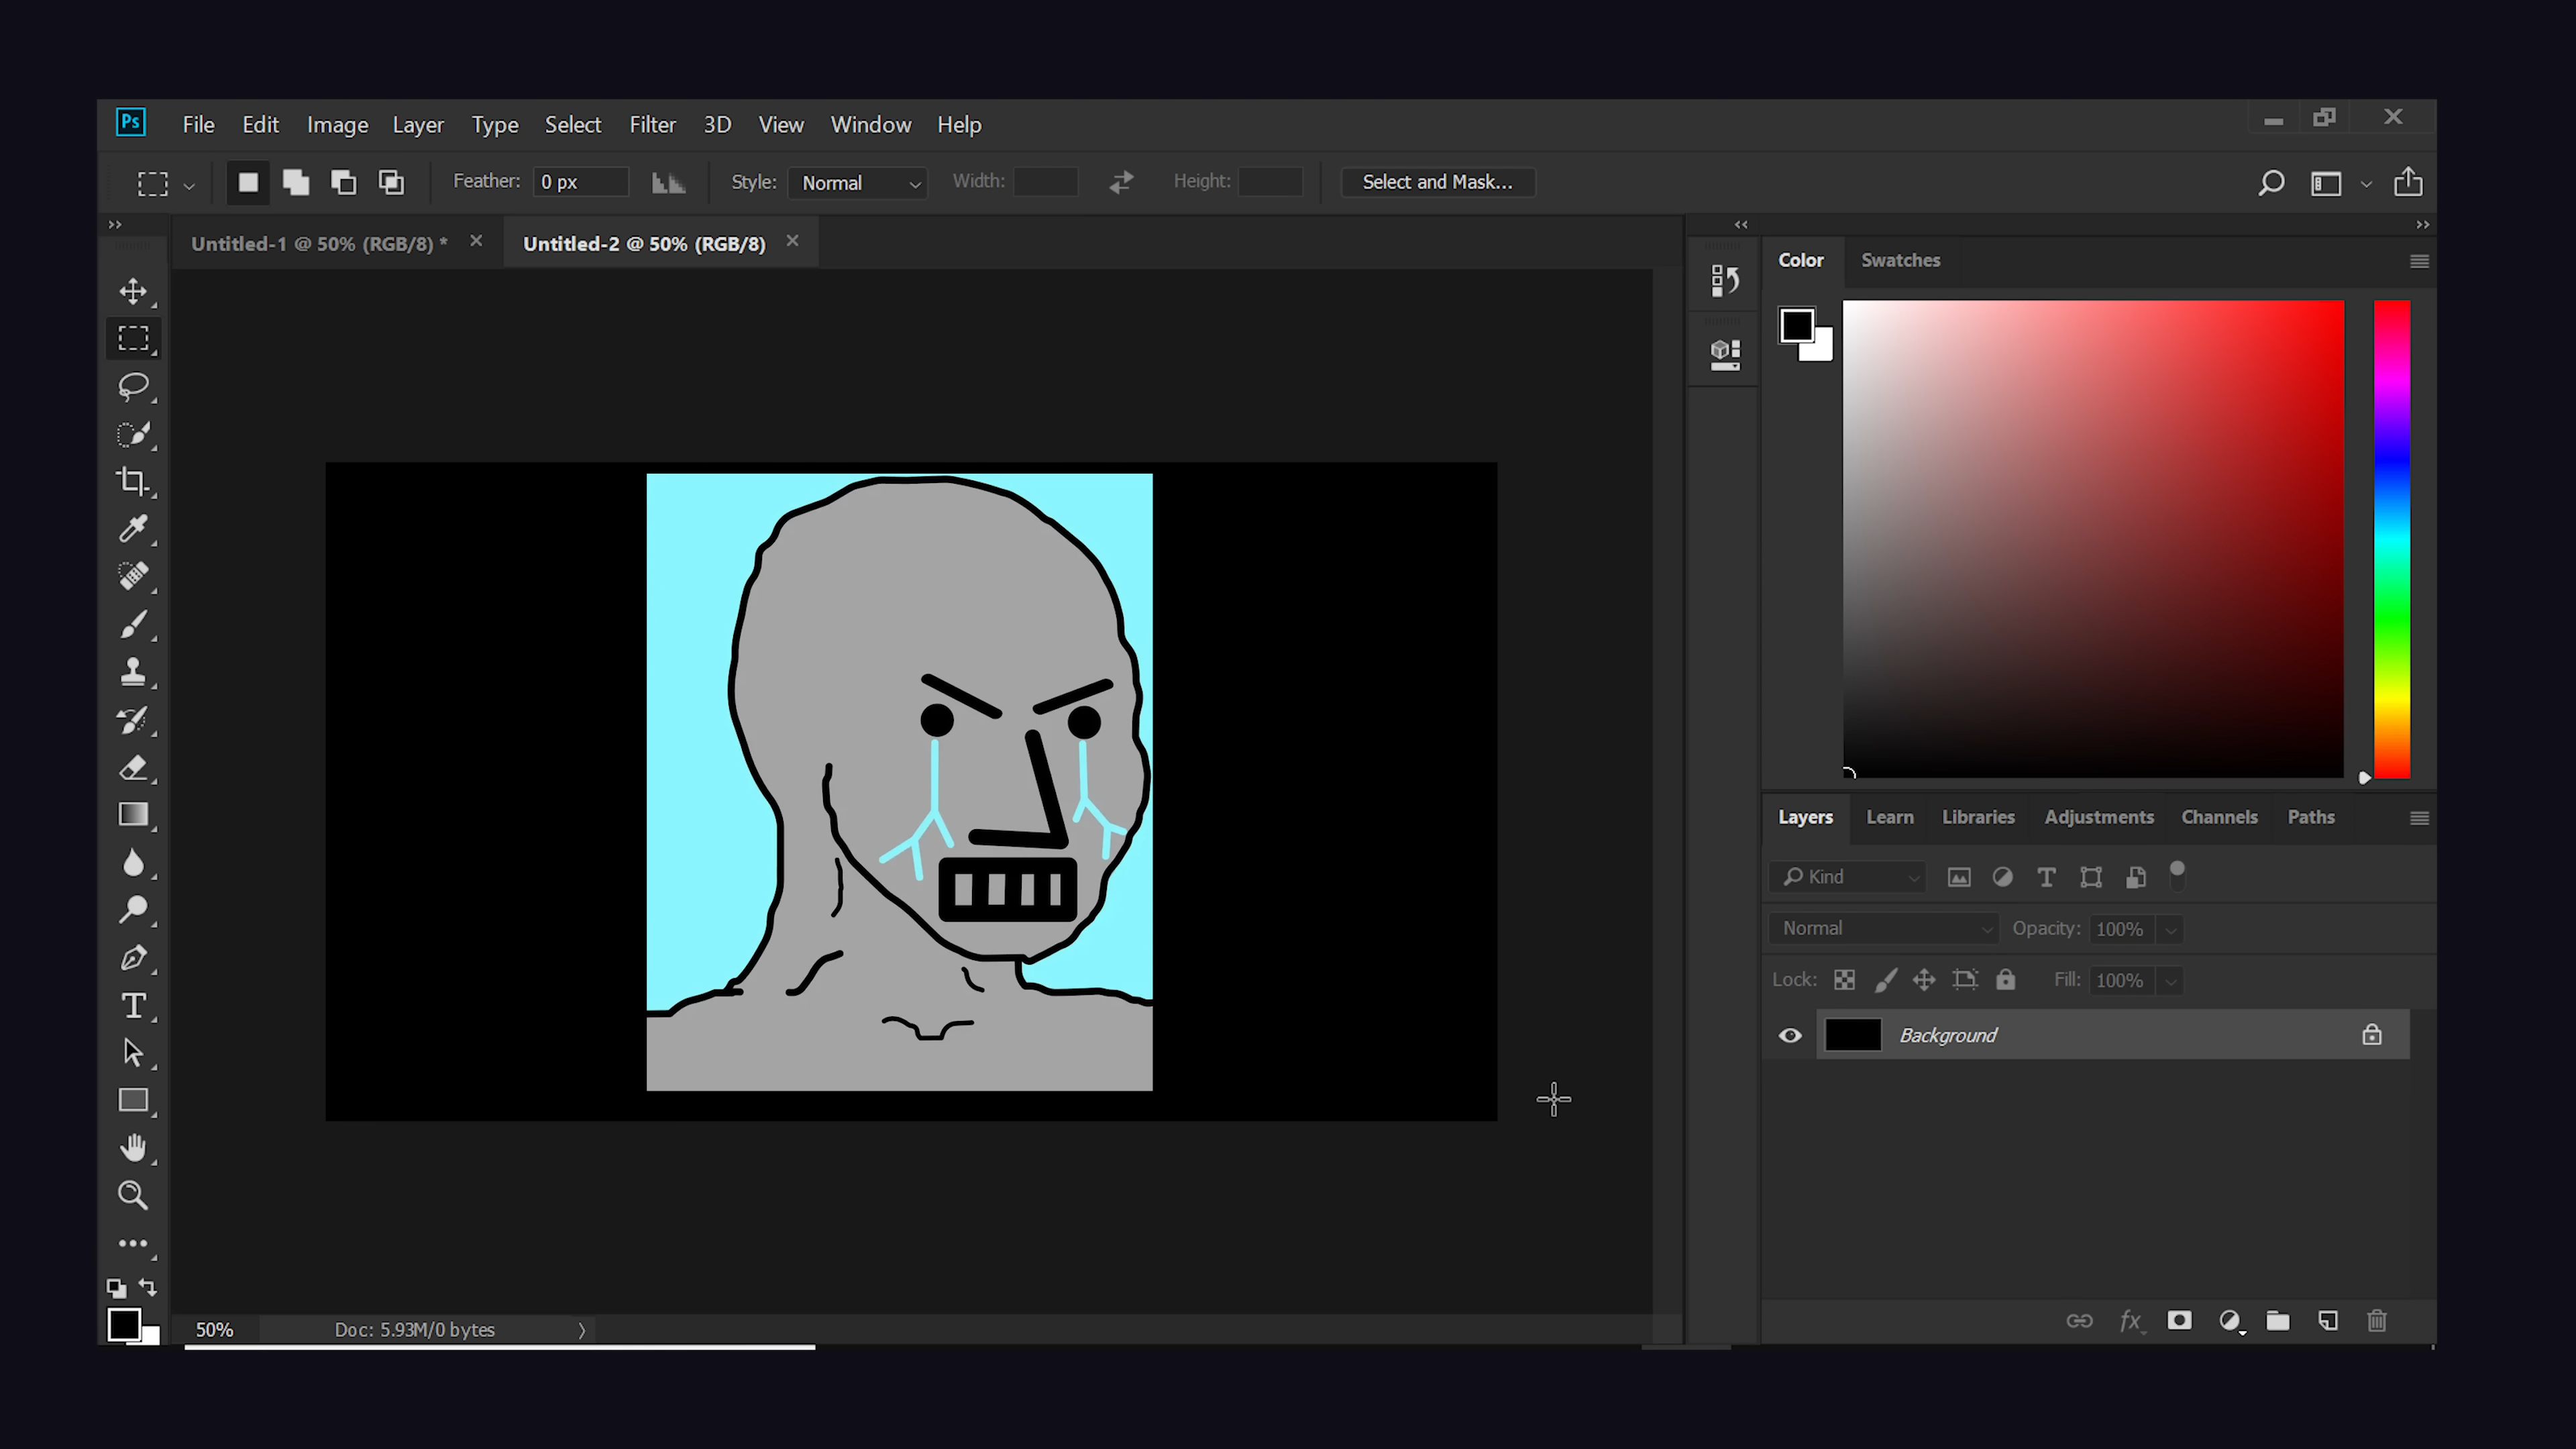 Ps File Edit Image Layer Type Select Filter 3D View Window Help
Feather: 0 px Style: Normal Width: Height: Select and Mask...
Untitled-1 @ 50% (RGB/8) * Untitled-2 @ 50% (RGB/8)
Color Swatches
Layers Learn Libraries Adjustments Channels Paths
Kind
Normal Opacity: 100%
Lock: Fill: 100%
Background
fx
50% Doc: 5.93M/0 bytes